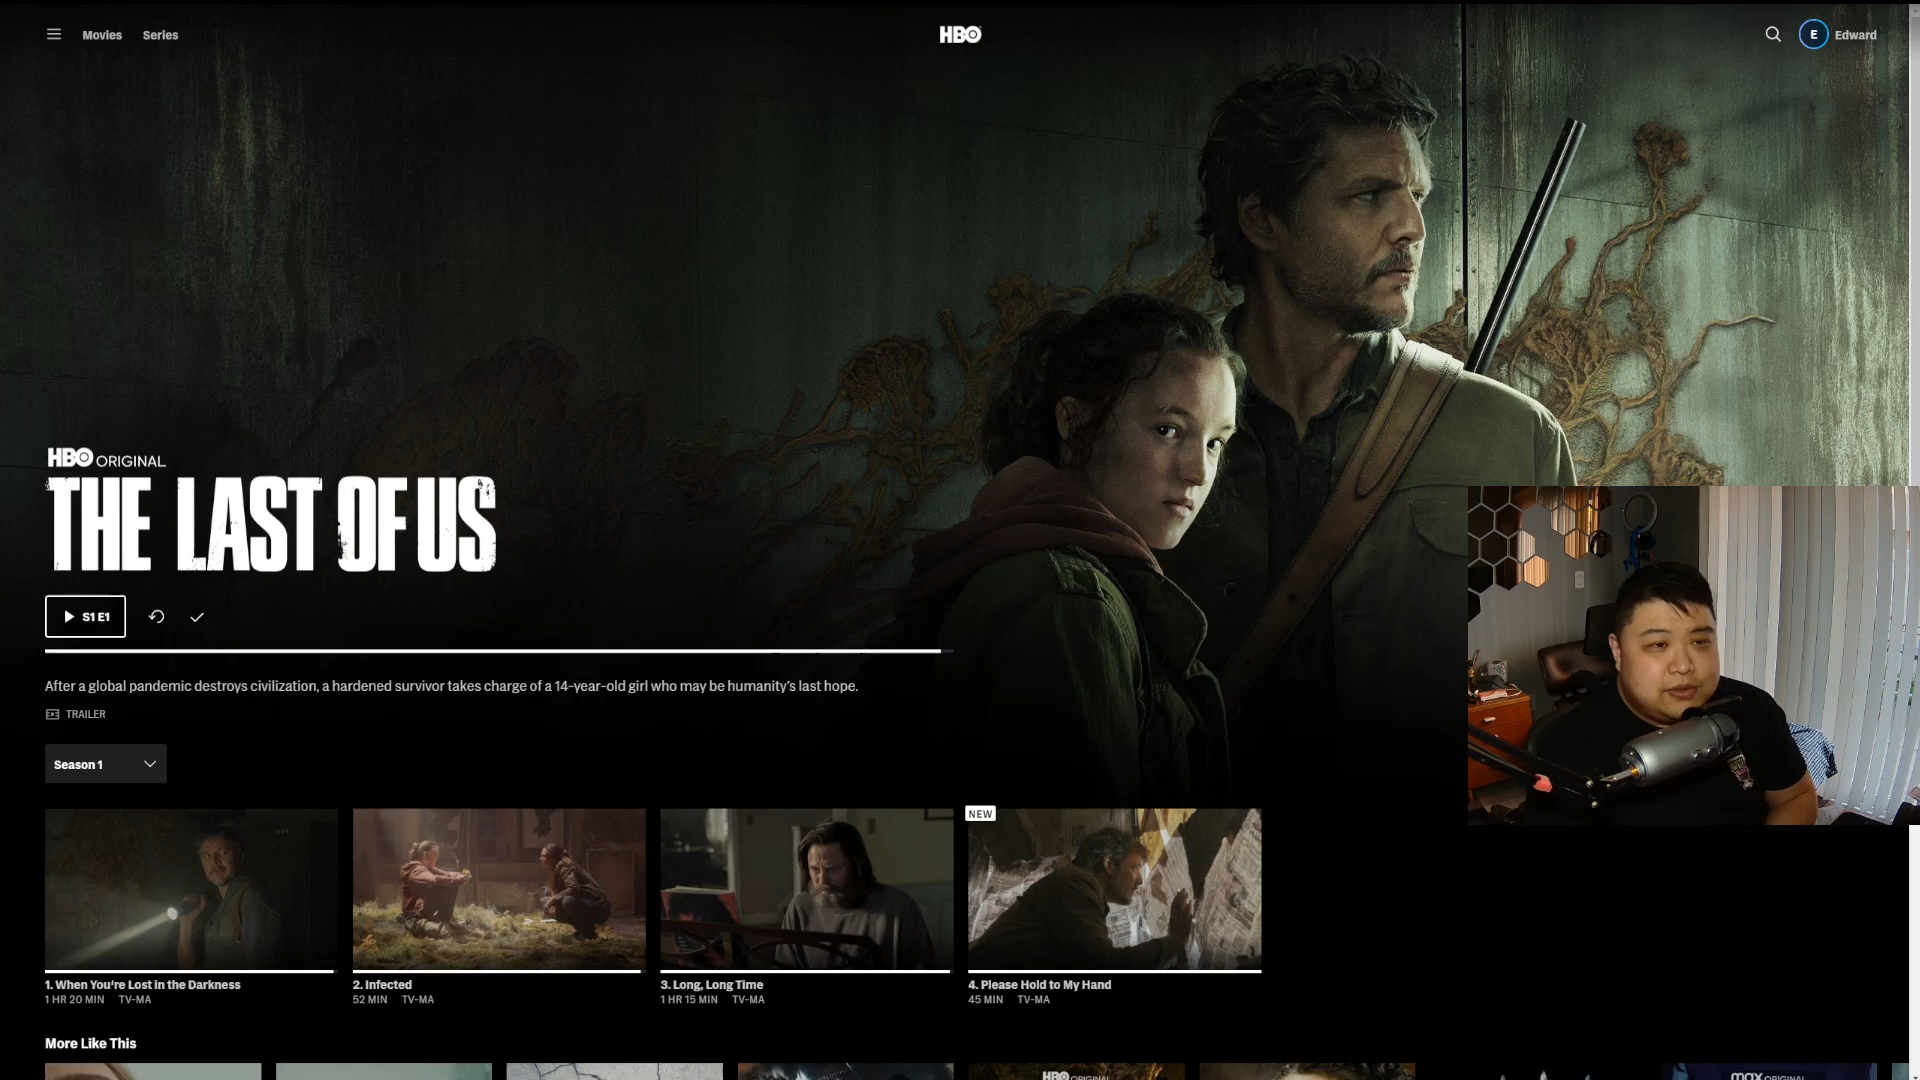 Movies
Series
HBO
E
Edward
HBO ORIGINAL
THE LAST OF US
S1 E1
After a global pandemic destroys civilization, a hardened survivor takes charge of a 14-year-old girl who may be humanity's last hope.
TRAILER
Season 1
NEW
1. When You're Lost in the Darkness
1 HR 20 MIN TV-MA
2. Infected
52 MIN TV-MA
3. Long, Long Time
1 HR 15 MIN TV-MA
4. Please Hold to My Hand
45 MIN TV-MA
More Like This
HBO ORIGINAL
max ORIGINAL